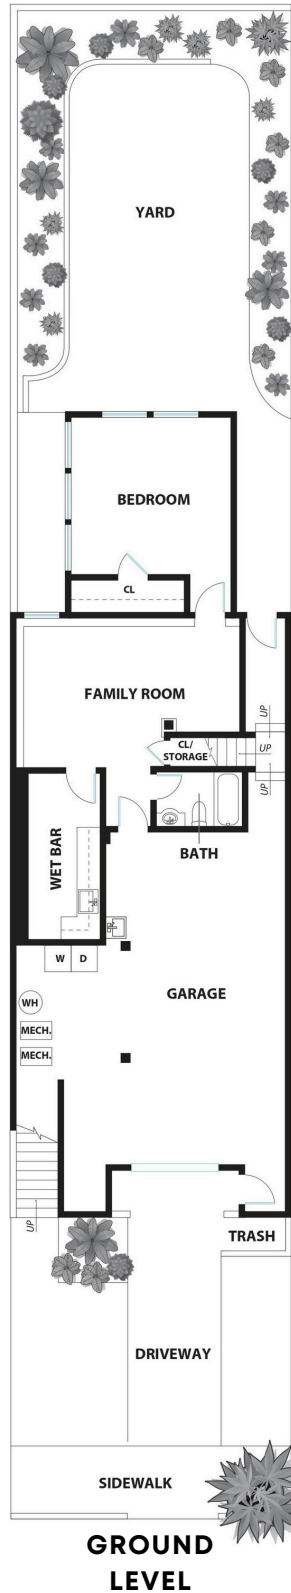 YARD
BEDROOM
CL
FAMILY ROOM
UP
CL/
STORAGE
UP
UP
WET BAR
BATH
W
D
GARAGE
WH
MECH.
MECH.
UP
TRASH
DRIVEWAY
SIDEWALK
GROUND
LEVEL